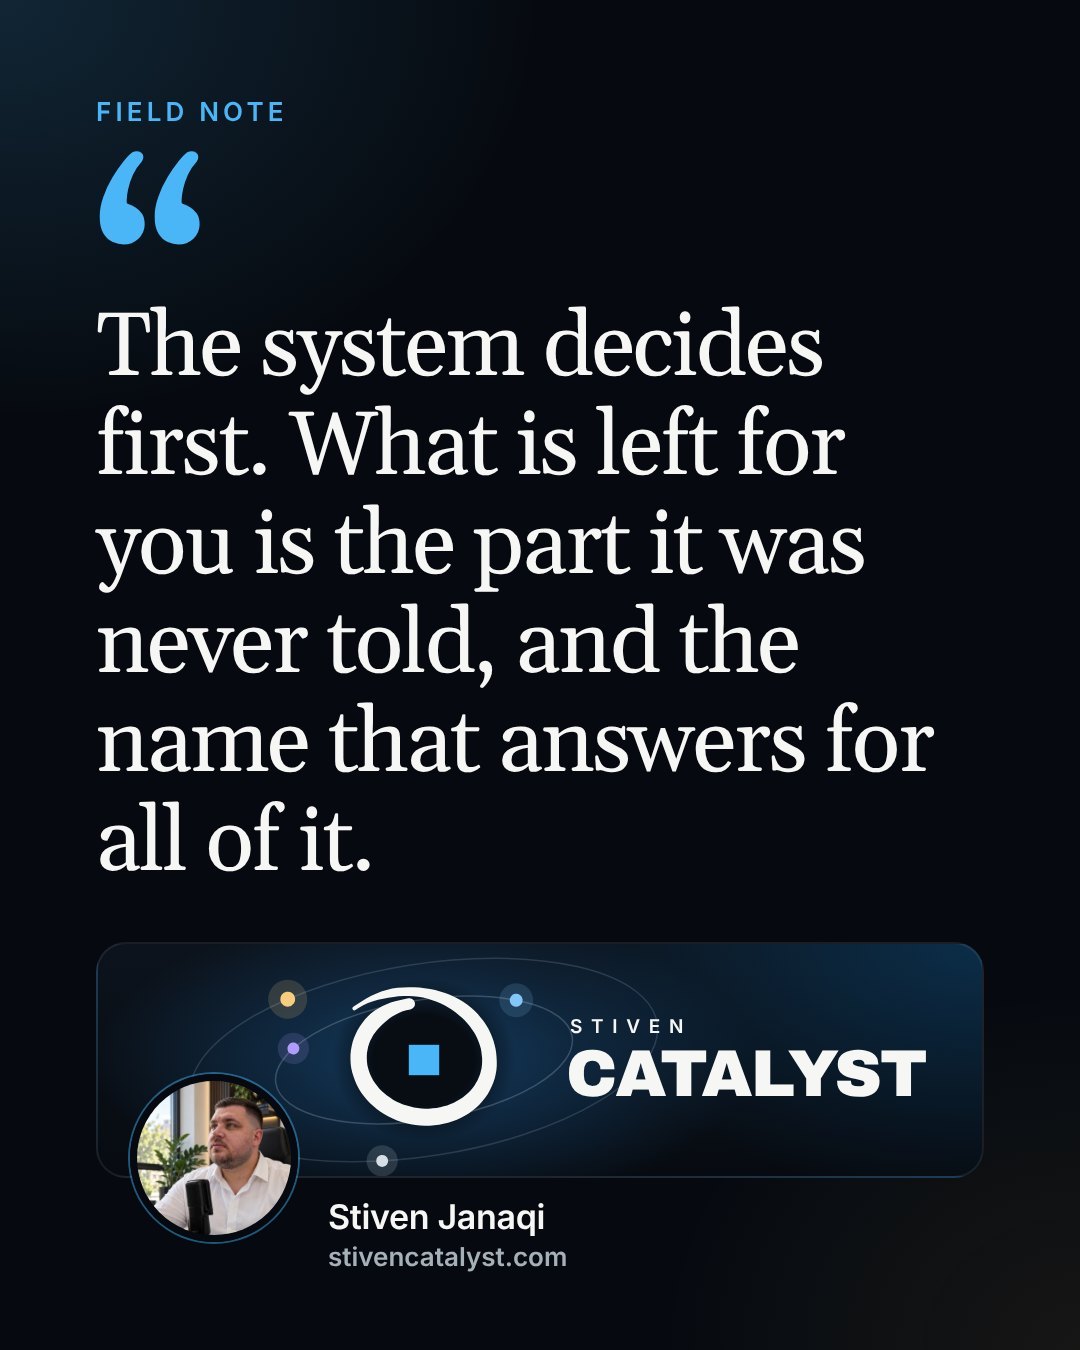 FIELD NOTE
“
The system decides
first. What is left for
you is the part it was
never told, and the
name that answers for
all of it.
STIVEN
CATALYST
Stiven Janaqi
stivencatalyst.com